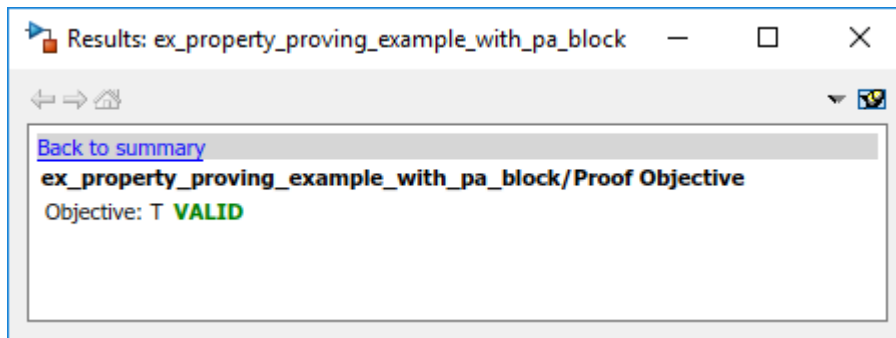 Results: ex_property_proving_example_with_pa_block
Back to summary
ex_property_proving_example_with_pa_block/Proof Objective
Objective: T VALID